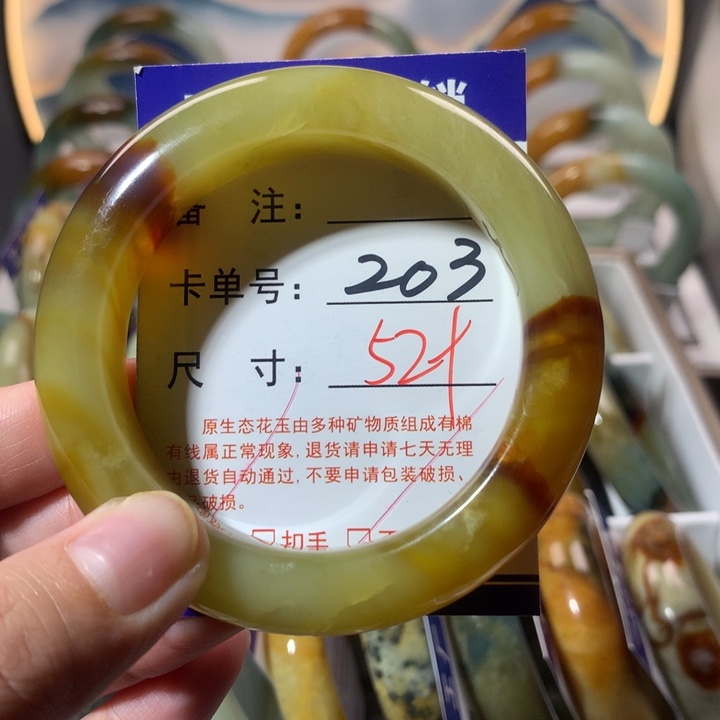 备 注：
卡单号： 203
尺 寸： 52
原生态花玉由多种矿物质组成有棉
有线属正常现象,退货请申请七天无理
由退货自动通过,不要申请包装破损、
破损。
扣手